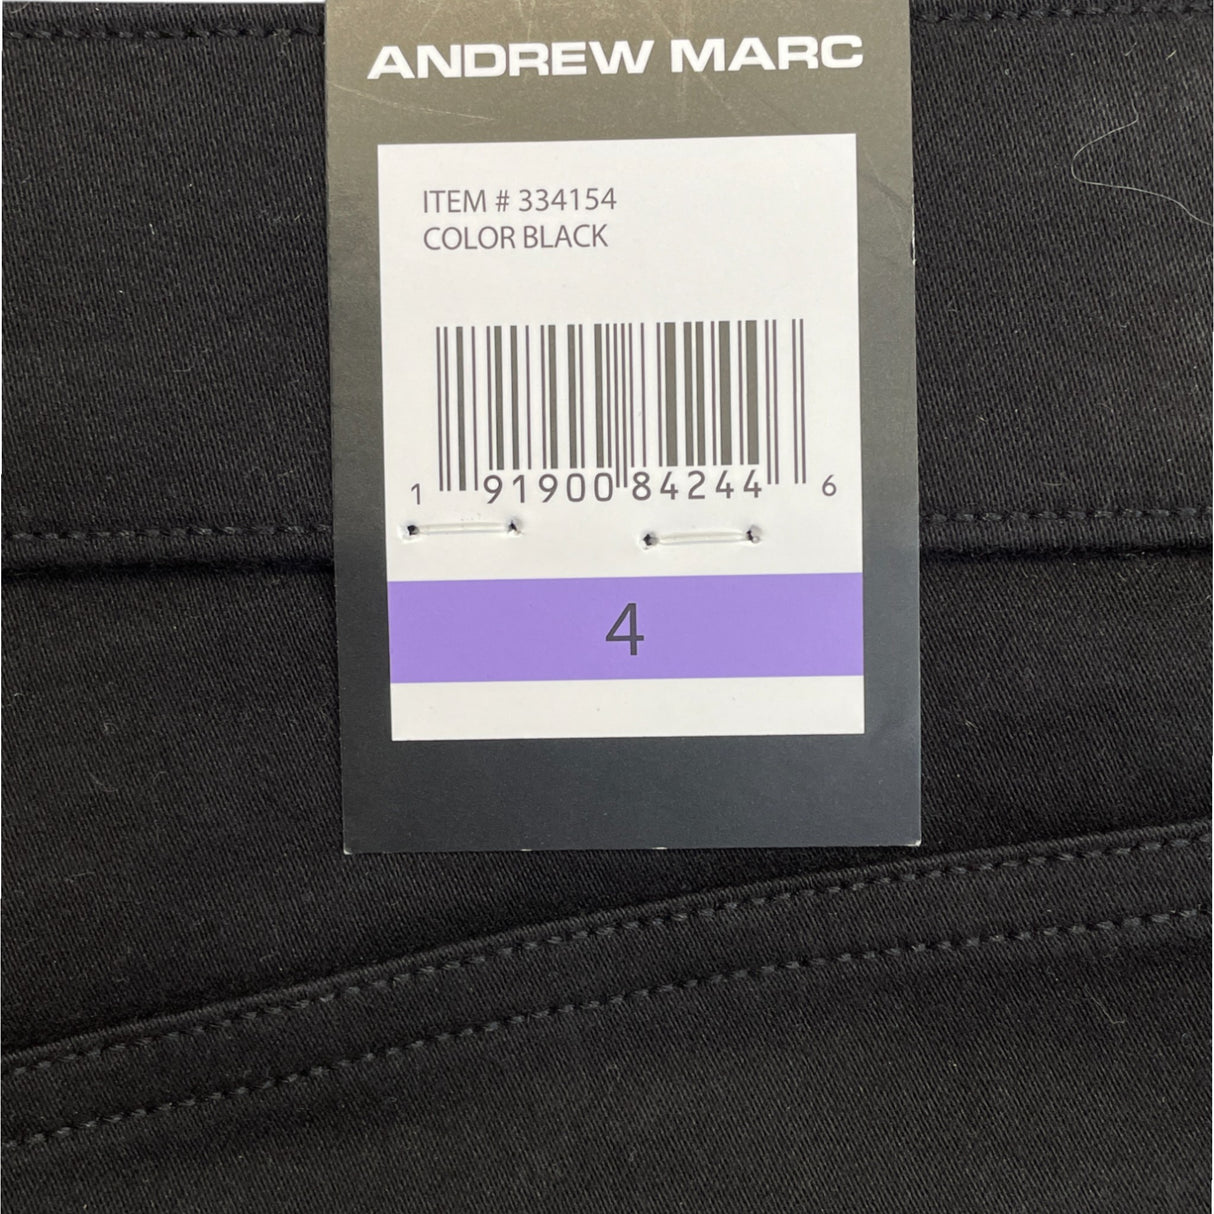 ANDREW MARC
ITEM # 334154
COLOR BLACK
1 91900 84244 6
4